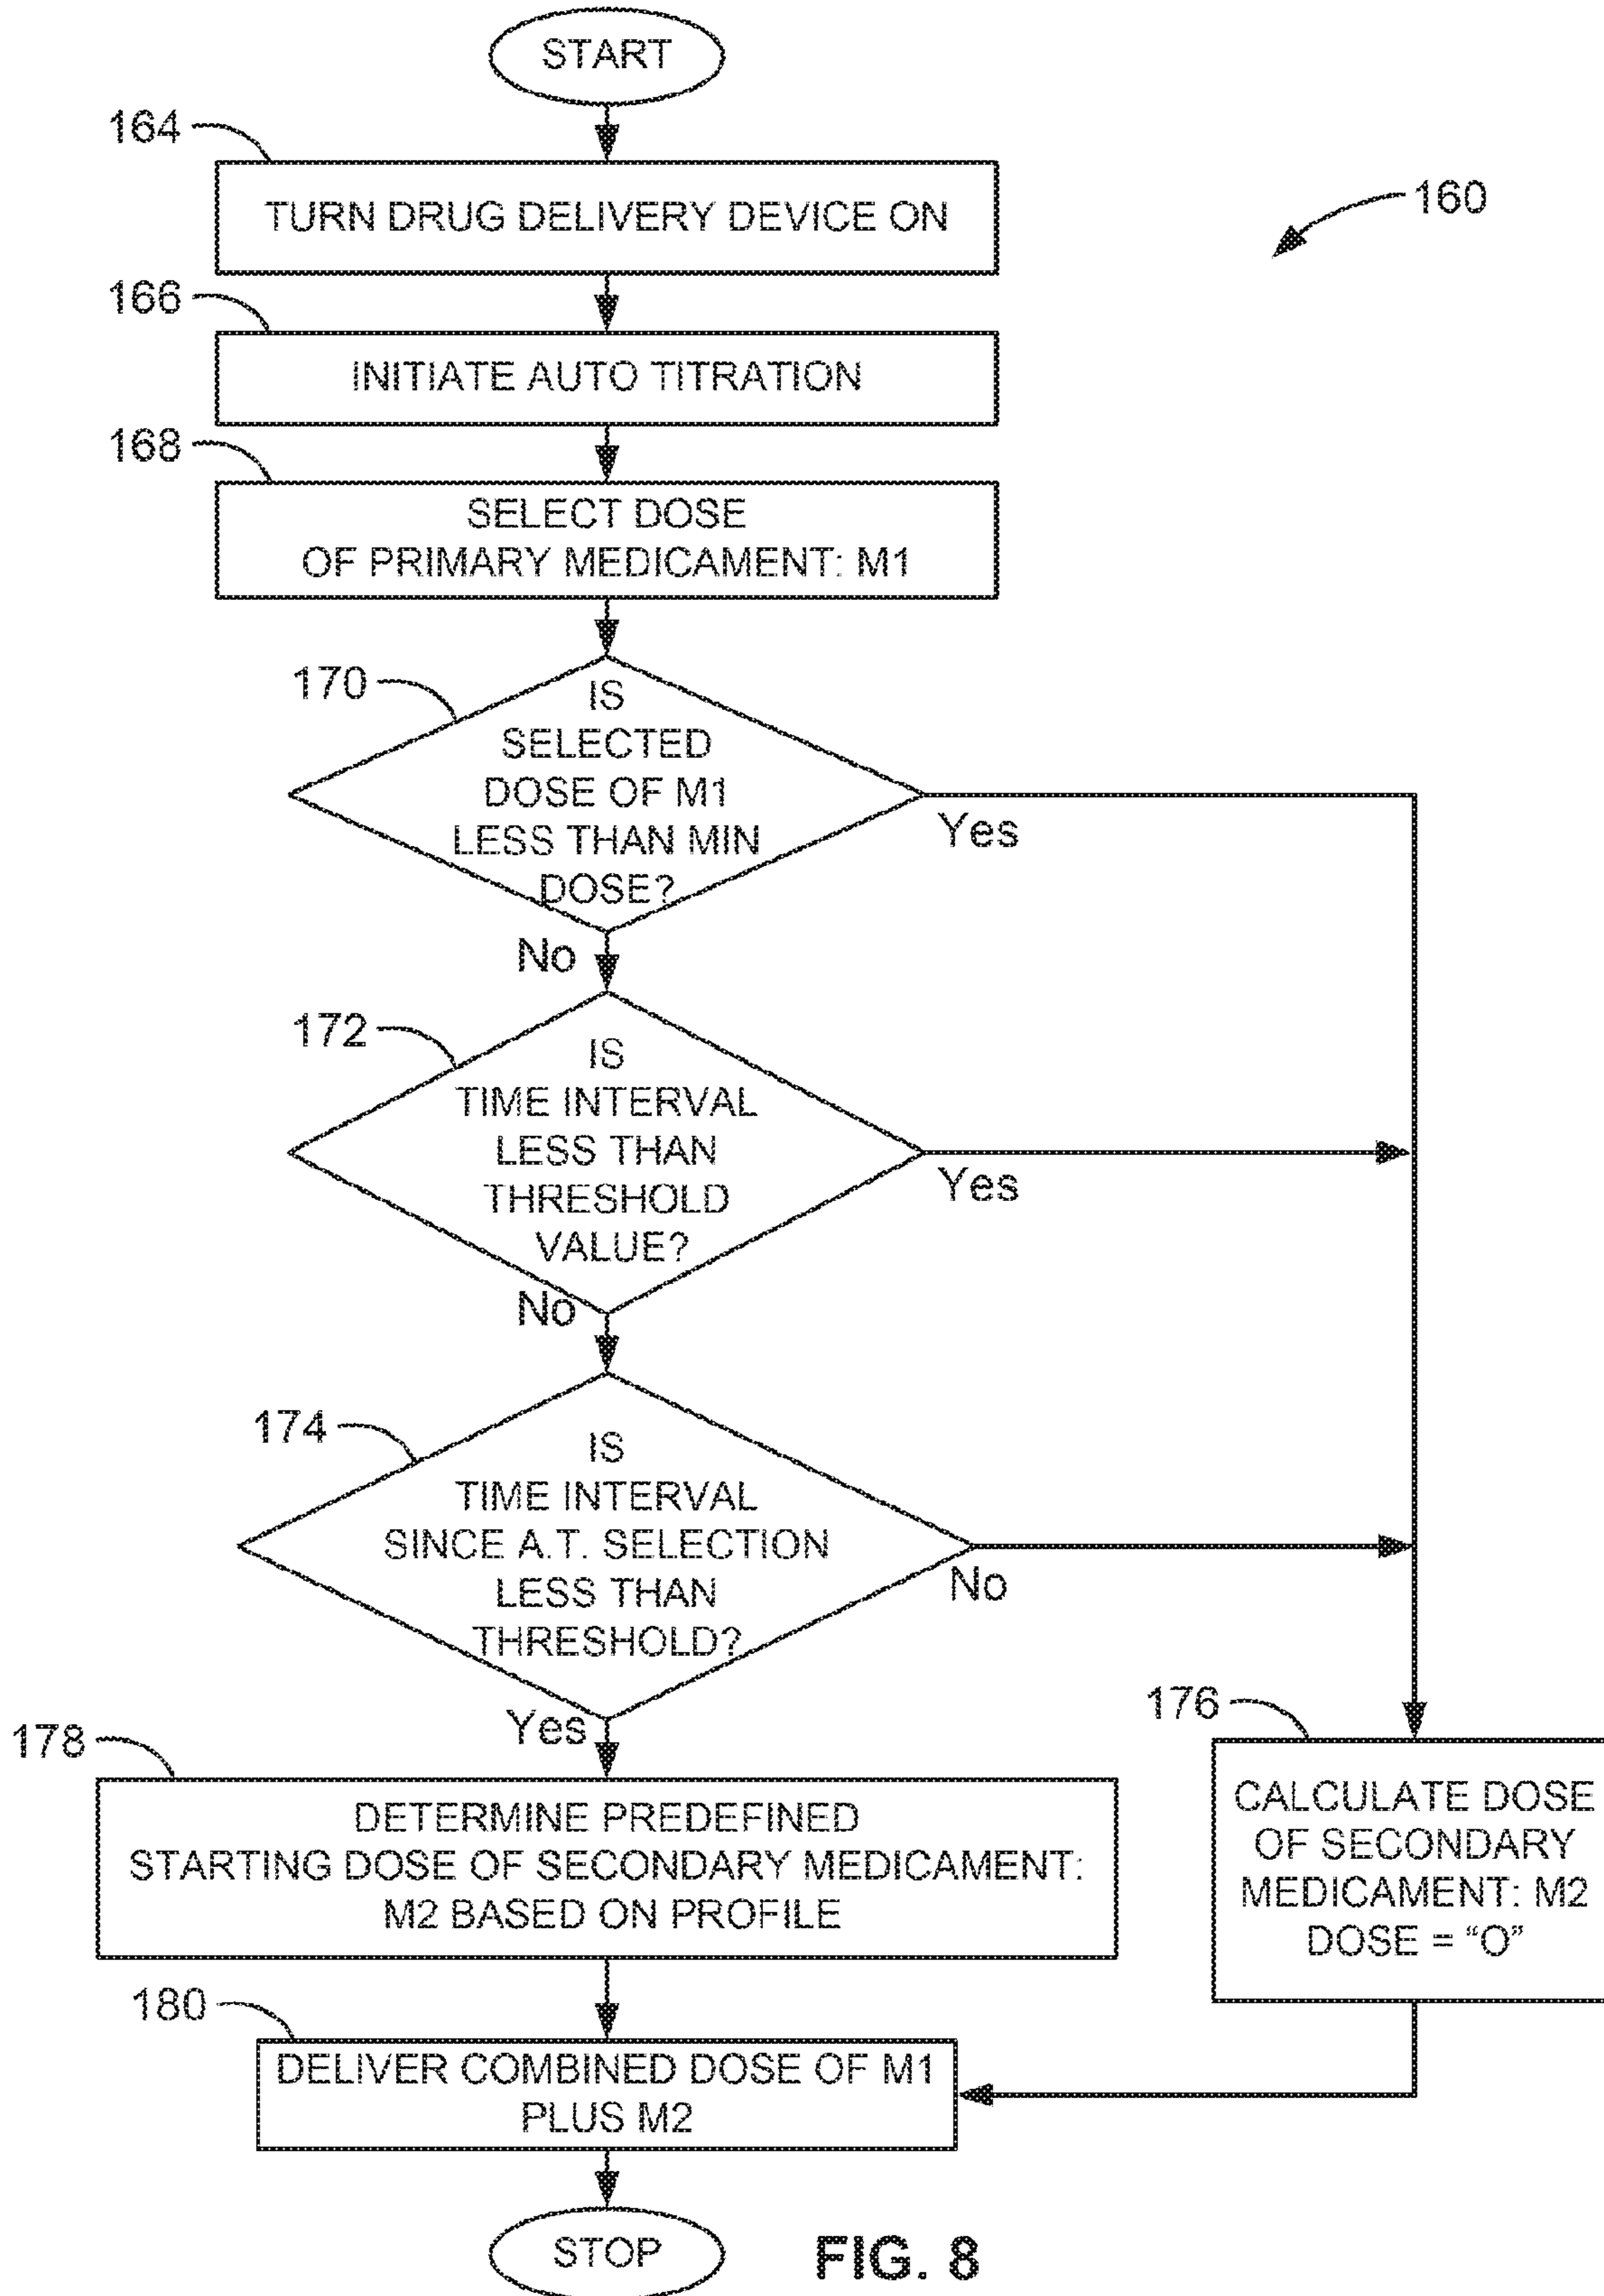 START
164
TURN DRUG DELIVERY DEVICE ON
160
166
INITIATE AUTO TITRATION
168
SELECT DOSE
OF PRIMARY MEDICAMENT: M1
170
IS
SELECTED
DOSE OF M1
LESS THAN MIN
DOSE?
Yes
No
172
IS
TIME INTERVAL
LESS THAN
THRESHOLD
VALUE?
Yes
No
174
IS
TIME INTERVAL
SINCE A.T. SELECTION
LESS THAN
THRESHOLD?
No
Yes
176
CALCULATE DOSE
OF SECONDARY
MEDICAMENT: M2
DOSE = “O”
178
DETERMINE PREDEFINED
STARTING DOSE OF SECONDARY MEDICAMENT:
M2 BASED ON PROFILE
180
DELIVER COMBINED DOSE OF M1
PLUS M2
STOP
FIG. 8